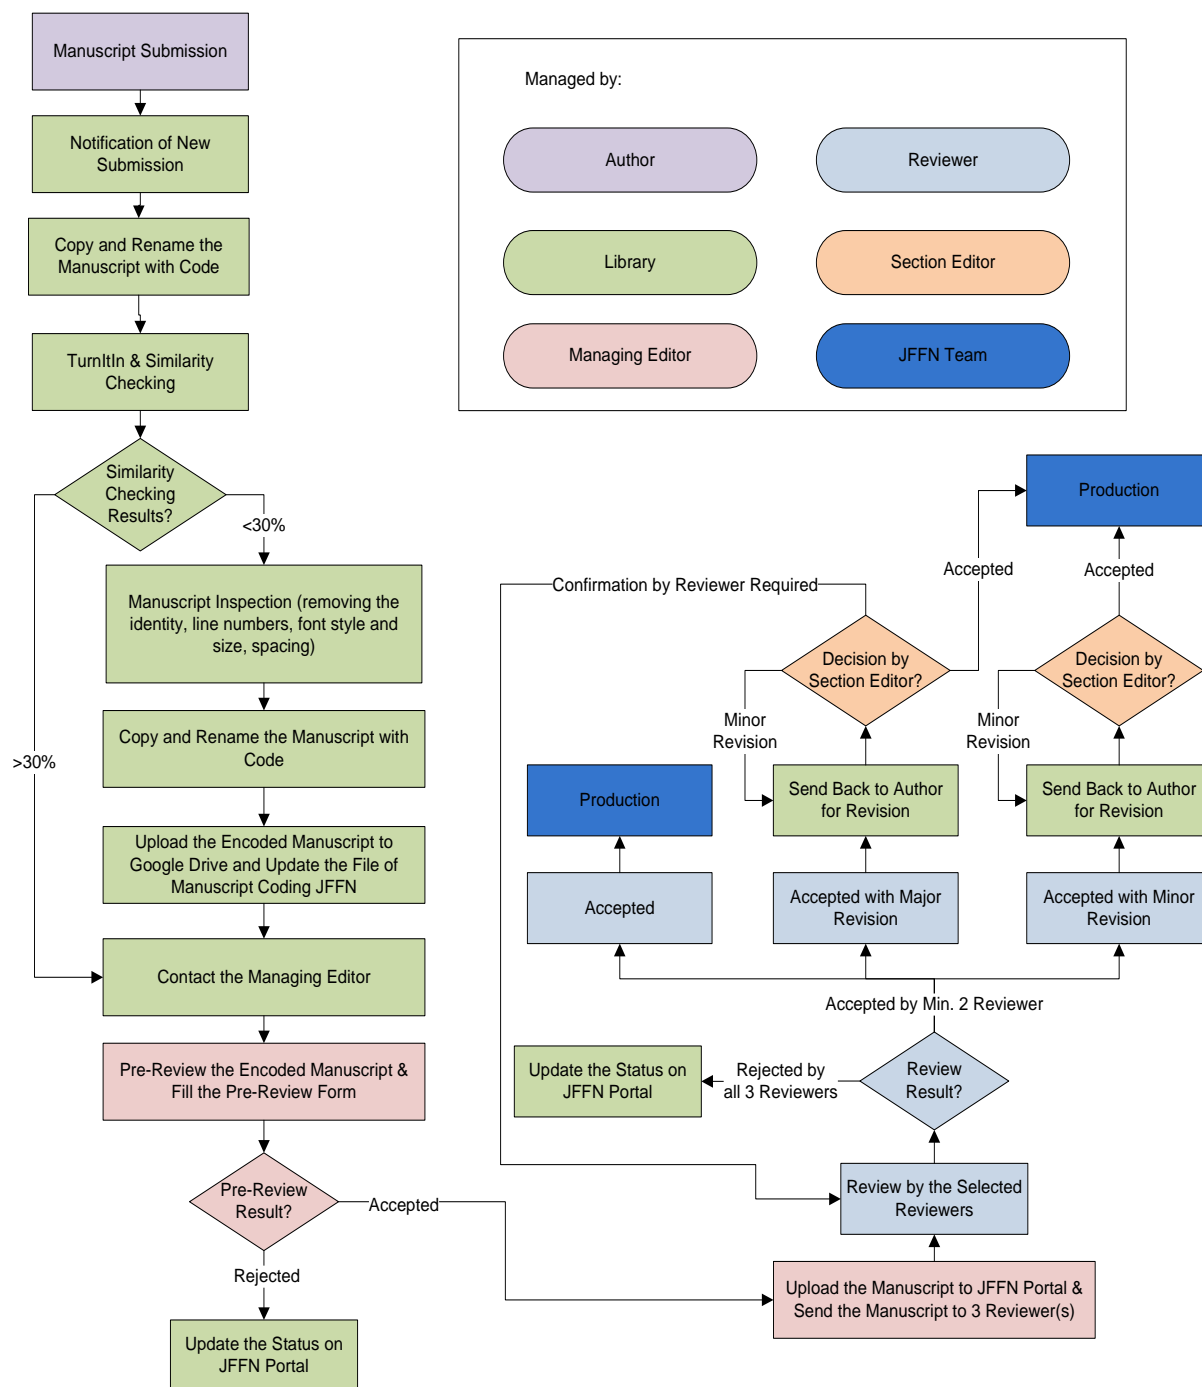 Manuscript Submission
Notification of New
Submission
Copy and Rename the
Manuscript with Code
TurnItIn & Similarity
Checking
Similarity
Checking
Results?
<30%
>30%
Manuscript Inspection (removing the
identity, line numbers, font style and
size, spacing)
Copy and Rename the Manuscript with
Code
Upload the Encoded Manuscript to
Google Drive and Update the File of
Manuscript Coding JFFN
Contact the Managing Editor
Pre-Review the Encoded Manuscript &
Fill the Pre-Review Form
Pre-Review
Result?
Accepted
Rejected
Update the Status on
JFFN Portal
Managed by:
Author
Reviewer
Library
Section Editor
Managing Editor
JFFN Team
Production
Accepted
Accepted
Confirmation by Reviewer Required
Decision by
Section Editor?
Decision by
Section Editor?
Minor
Revision
Minor
Revision
Production
Send Back to Author
for Revision
Send Back to Author
for Revision
Accepted
Accepted with Major
Revision
Accepted with Minor
Revision
Accepted by Min. 2 Reviewer
Update the Status on
JFFN Portal
Rejected by
all 3 Reviewers
Review
Result?
Review by the Selected
Reviewers
Upload the Manuscript to JFFN Portal &
Send the Manuscript to 3 Reviewer(s)